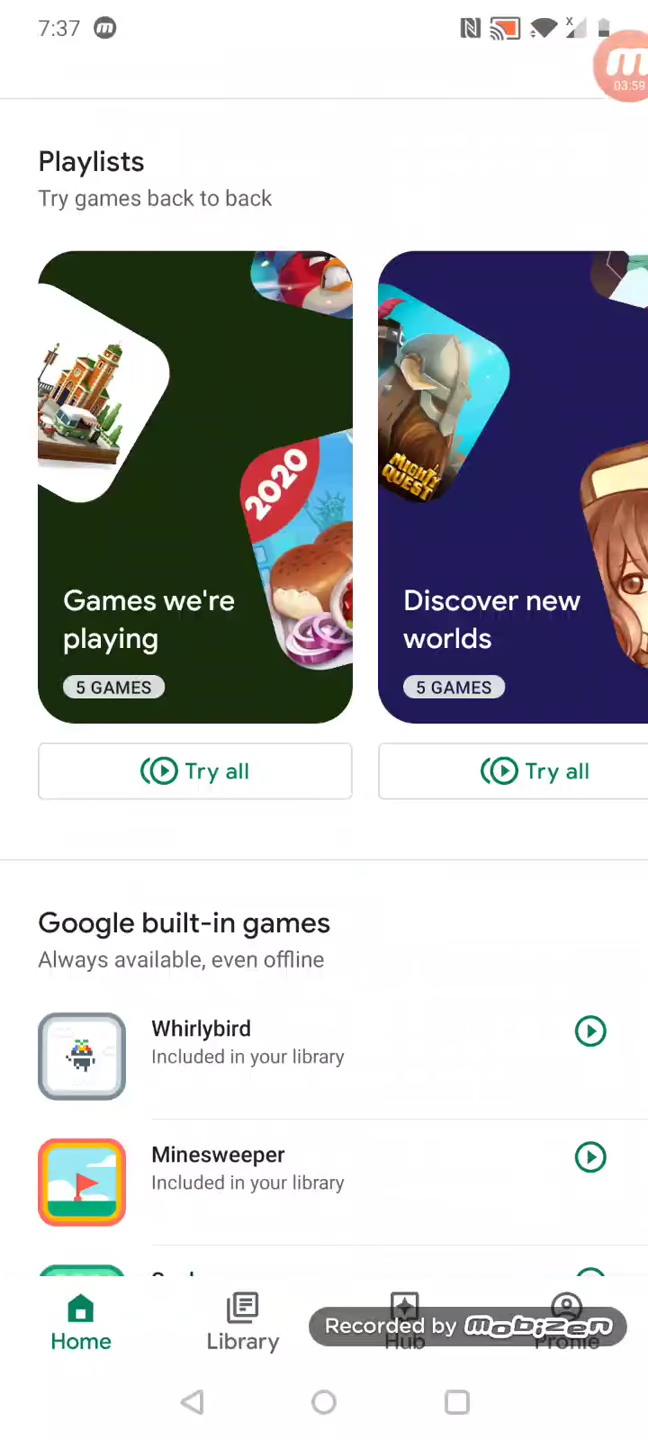 7:37
03:59
Playlists
Try games back to back
2020
MIGHTY
QUEST
Games we're
playing
5 GAMES
Discover new
worlds
5 GAMES
Try all
Try all
Google built-in games
Always available, even offline
Whirlybird
Included in your library
Minesweeper
Included in your library
Home
Library
Hub
Profile
Recorded by mobizen